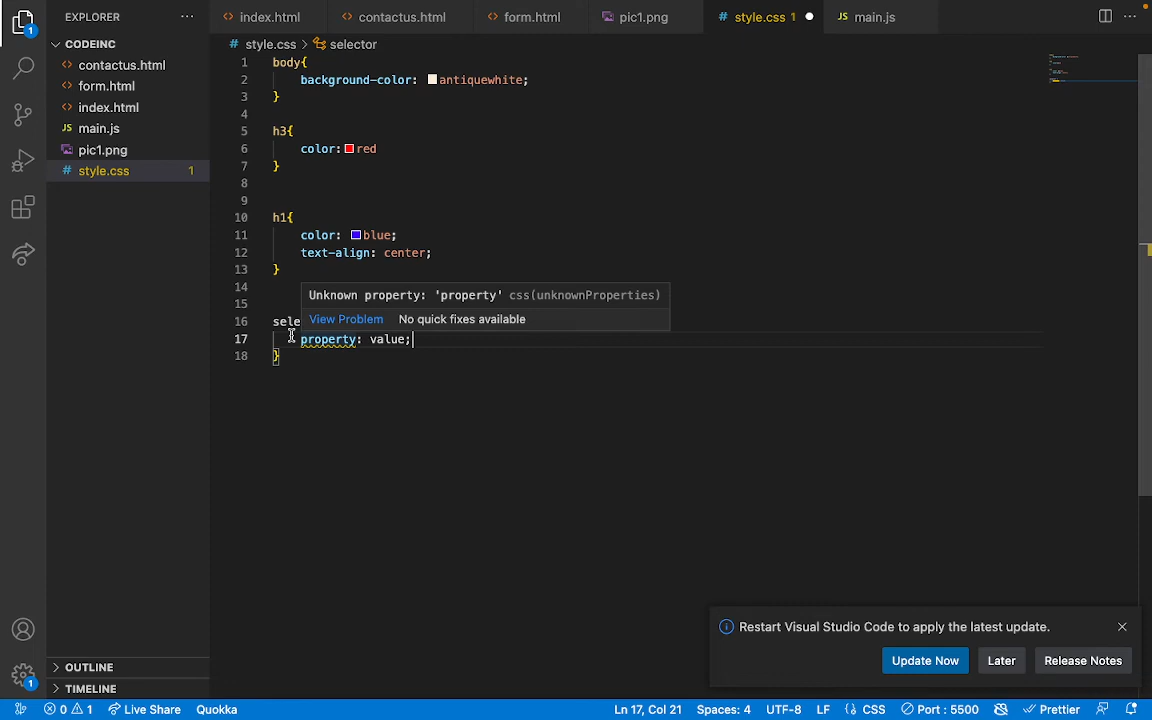 EXPLORER
CODEINC
contactus.html
form.html
index.html
JS main.js
pic1.png
# style.css 1
OUTLINE
TIMELINE
index.html
contactus.html
form.html
pic1.png
# style.css 1
JS main.js
# style.css > selector
1 body{
2 background-color: antiquewhite;
3 }
4
5 h3{
6 color: red
7 }
8
9
10 h1{
11 color: blue;
12 text-align: center;
13 }
14
15
16 sele
17 property: value;
18 }
Unknown property: 'property' css(unknownProperties)
View Problem No quick fixes available
Restart Visual Studio Code to apply the latest update.
Update Now Later Release Notes
1
1
0 1 Live Share Quokka Ln 17, Col 21 Spaces: 4 UTF-8 LF {} CSS Port : 5500 Prettier